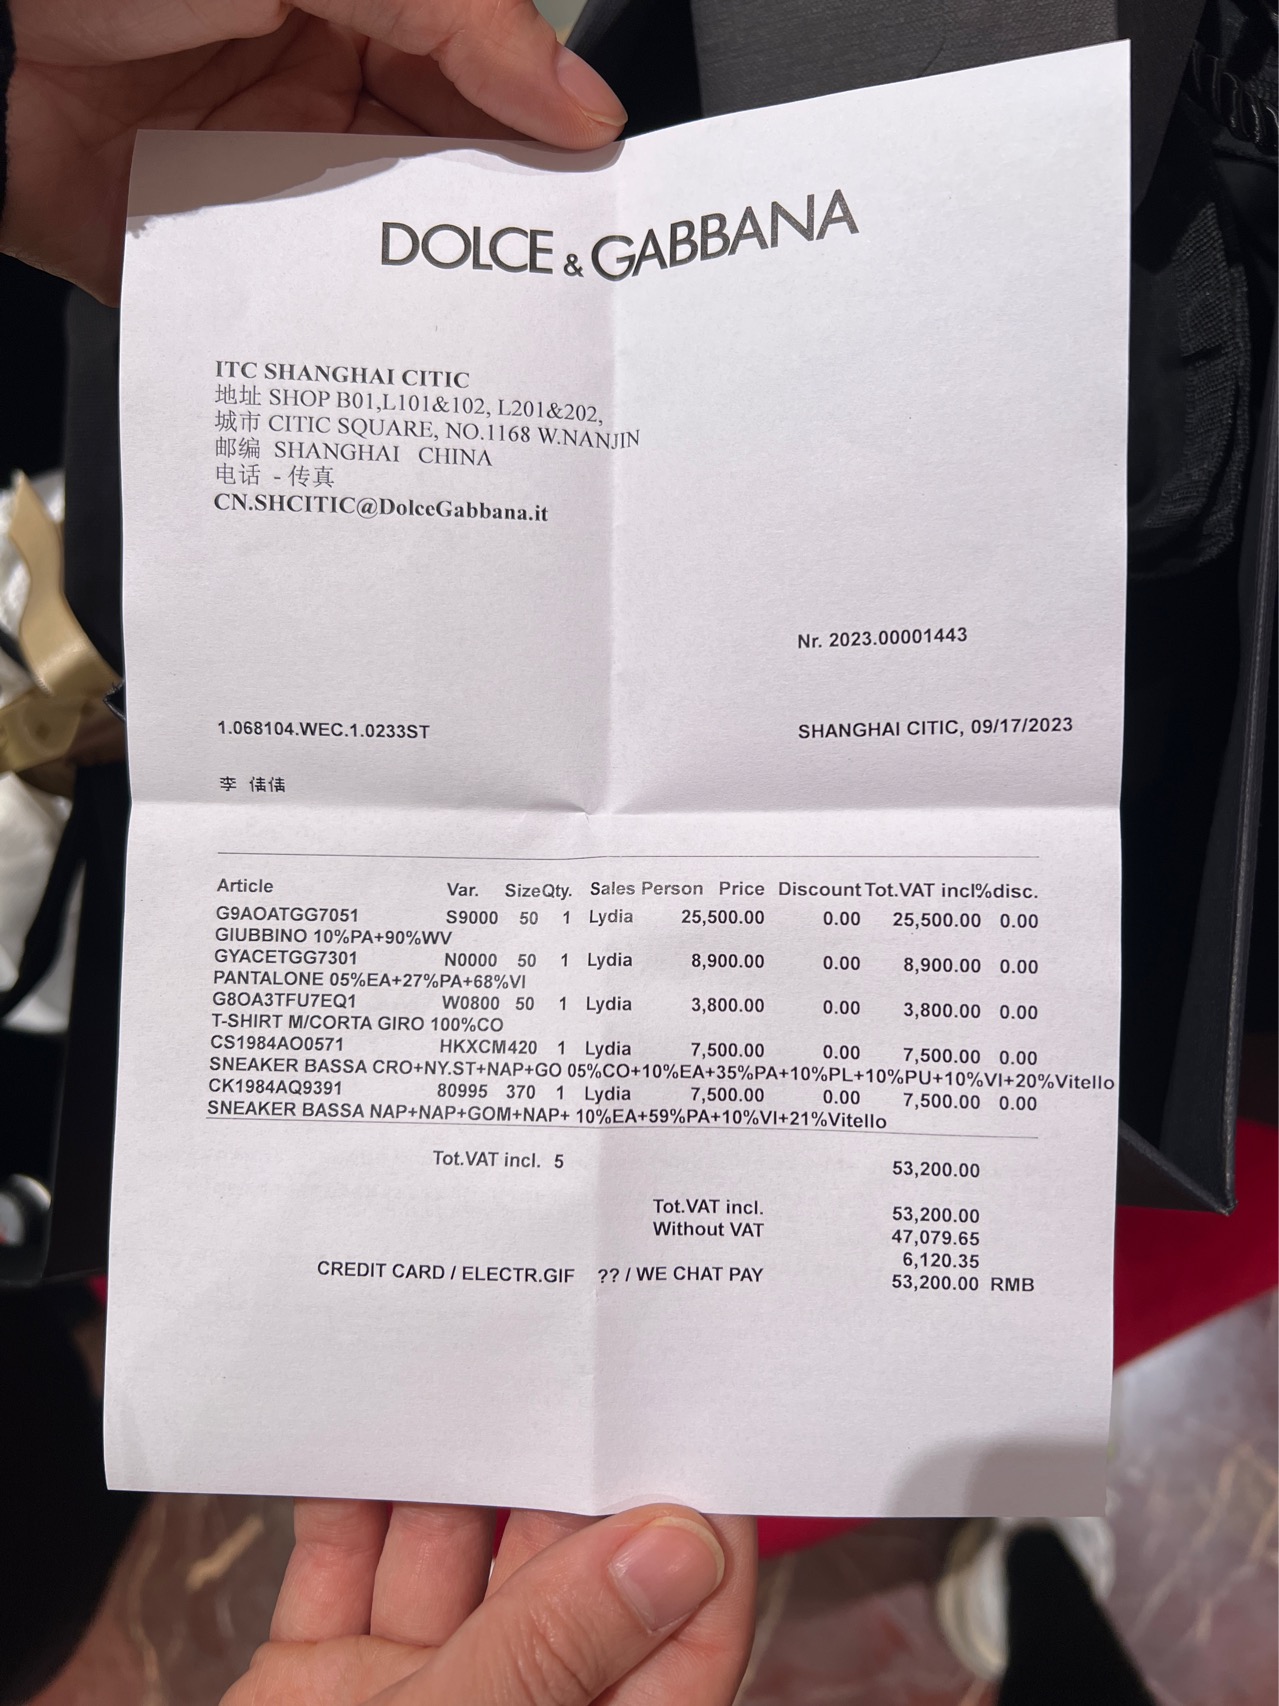 DOLCE & GABBANA
ITC SHANGHAI CITIC
地址 SHOP B01,L101&102, L201&202,
城市 CITIC SQUARE, NO.1168 W.NANJIN
邮编 SHANGHAI CHINA
电话 - 传真
CN.SHCITIC@DolceGabbana.it
Nr. 2023.00001443
1.068104.WEC.1.0233ST SHANGHAI CITIC, 09/17/2023
李 倩倩
Article Var. Size Qty. Sales Person Price Discount Tot.VAT incl %disc.
G9AOATGG7051 S9000 50 1 Lydia 25,500.00 0.00 25,500.00 0.00
GIUBBINO 10%PA+90%WV
GYACETGG7301 N0000 50 1 Lydia 8,900.00 0.00 8,900.00 0.00
PANTALONE 05%EA+27%PA+68%VI
G8OA3TFU7EQ1 W0800 50 1 Lydia 3,800.00 0.00 3,800.00 0.00
T-SHIRT M/CORTA GIRO 100%CO
CS1984AO0571 HKXCM 420 1 Lydia 7,500.00 0.00 7,500.00 0.00
SNEAKER BASSA CRO+NY.ST+NAP+GO 05%CO+10%EA+35%PA+10%PL+10%PU+10%VI+20%Vitello
CK1984AQ9391 80995 370 1 Lydia 7,500.00 0.00 7,500.00 0.00
SNEAKER BASSA NAP+NAP+GOM+NAP+ 10%EA+59%PA+10%VI+21%Vitello
Tot.VAT incl. 5 53,200.00
Tot.VAT incl. 53,200.00
Without VAT 47,079.65
6,120.35
CREDIT CARD / ELECTR.GIF ?? / WE CHAT PAY 53,200.00 RMB